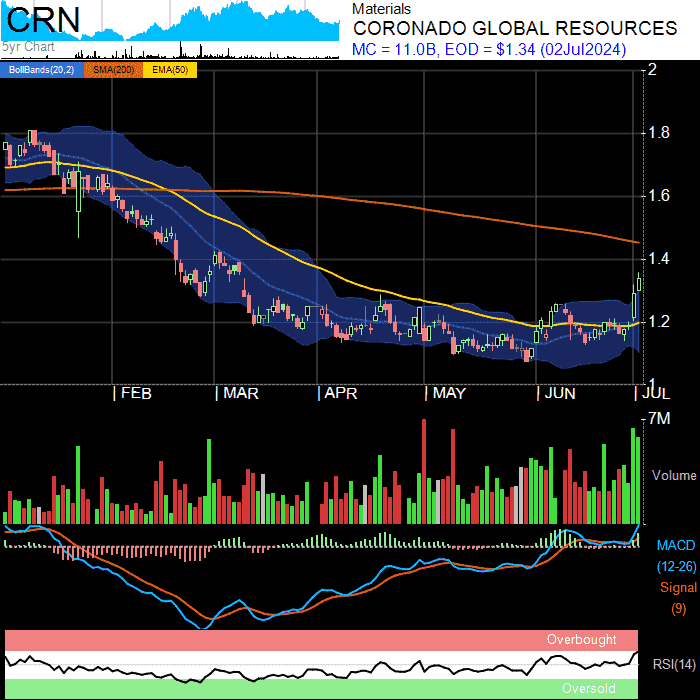 CRN
5yr Chart
Materials
CORONADO GLOBAL RESOURCES
MC = 11.0B, EOD = $1.34 (02Jul2024)
BollBands(20,2) SMA(200) EMA(50)
2
1.8
1.6
1.4
1.2
1
FEB MAR APR MAY JUN JUL
7M
Volume
MACD
(12-26)
Signal
(9)
Overbought
RSI(14)
Oversold